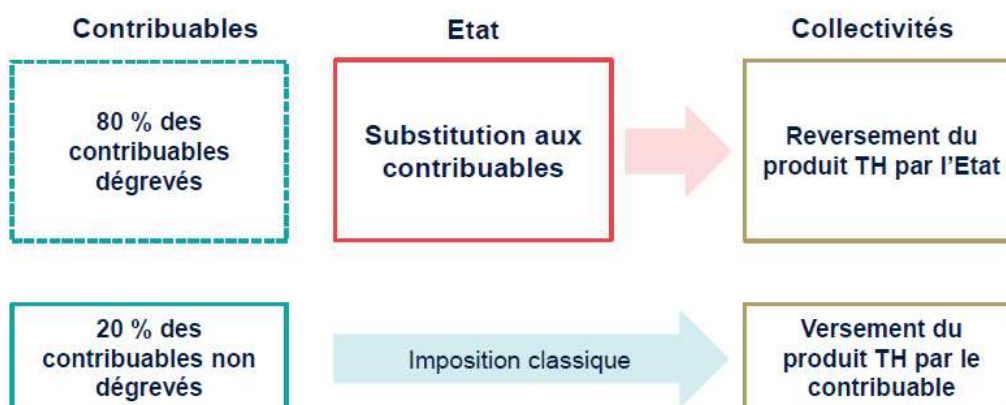 Contribuables
Etat
Collectivités
80 % des
contribuables
dégrevés
Substitution aux
contribuables
Reversement du
produit TH par l'Etat
20 % des
contribuables non
dégrevés
Imposition classique
Versement du
produit TH par le
contribuable